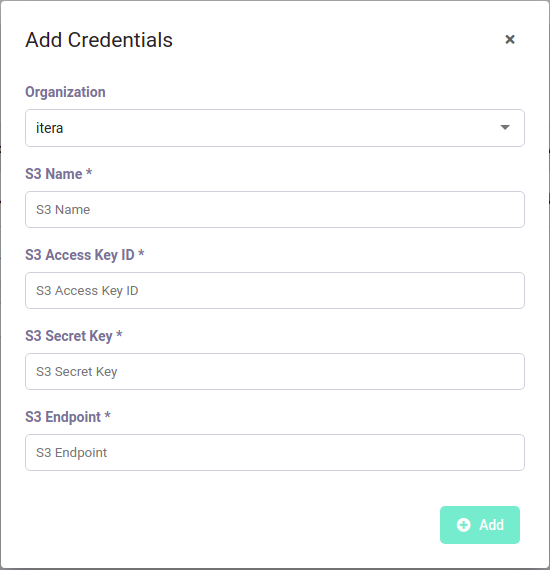 Add Credentials
Organization
itera
S3 Name *
S3 Name
S3 Access Key ID *
S3 Access Key ID
S3 Secret Key *
S3 Secret Key
S3 Endpoint *
S3 Endpoint
Add